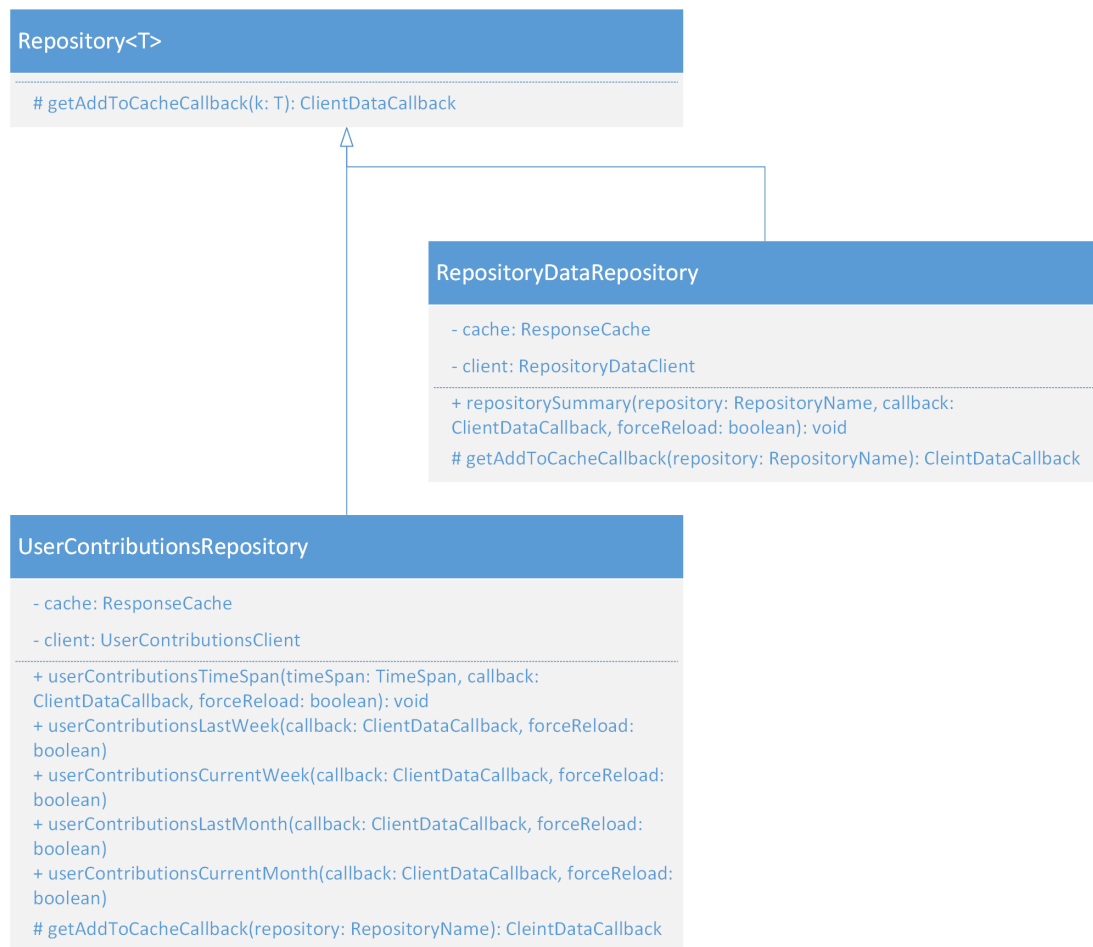 Repository<T>
# getAddToCacheCallback(k: T): ClientDataCallback
RepositoryDataRepository
- cache: ResponseCache
- client: RepositoryDataClient
+ repositorySummary(repository: RepositoryName, callback:
ClientDataCallback, forceReload: boolean): void
# getAddToCacheCallback(repository: RepositoryName): CleintDataCallback
UserContributionsRepository
- cache: ResponseCache
- client: UserContributionsClient
+ userContributionsTimeSpan(timeSpan: TimeSpan, callback:
ClientDataCallback, forceReload: boolean): void
+ userContributionsLastWeek(callback: ClientDataCallback, forceReload:
boolean)
+ userContributionsCurrentWeek(callback: ClientDataCallback, forceReload:
boolean)
+ userContributionsLastMonth(callback: ClientDataCallback, forceReload:
boolean)
+ userContributionsCurrentMonth(callback: ClientDataCallback, forceReload:
boolean)
# getAddToCacheCallback(repository: RepositoryName): CleintDataCallback